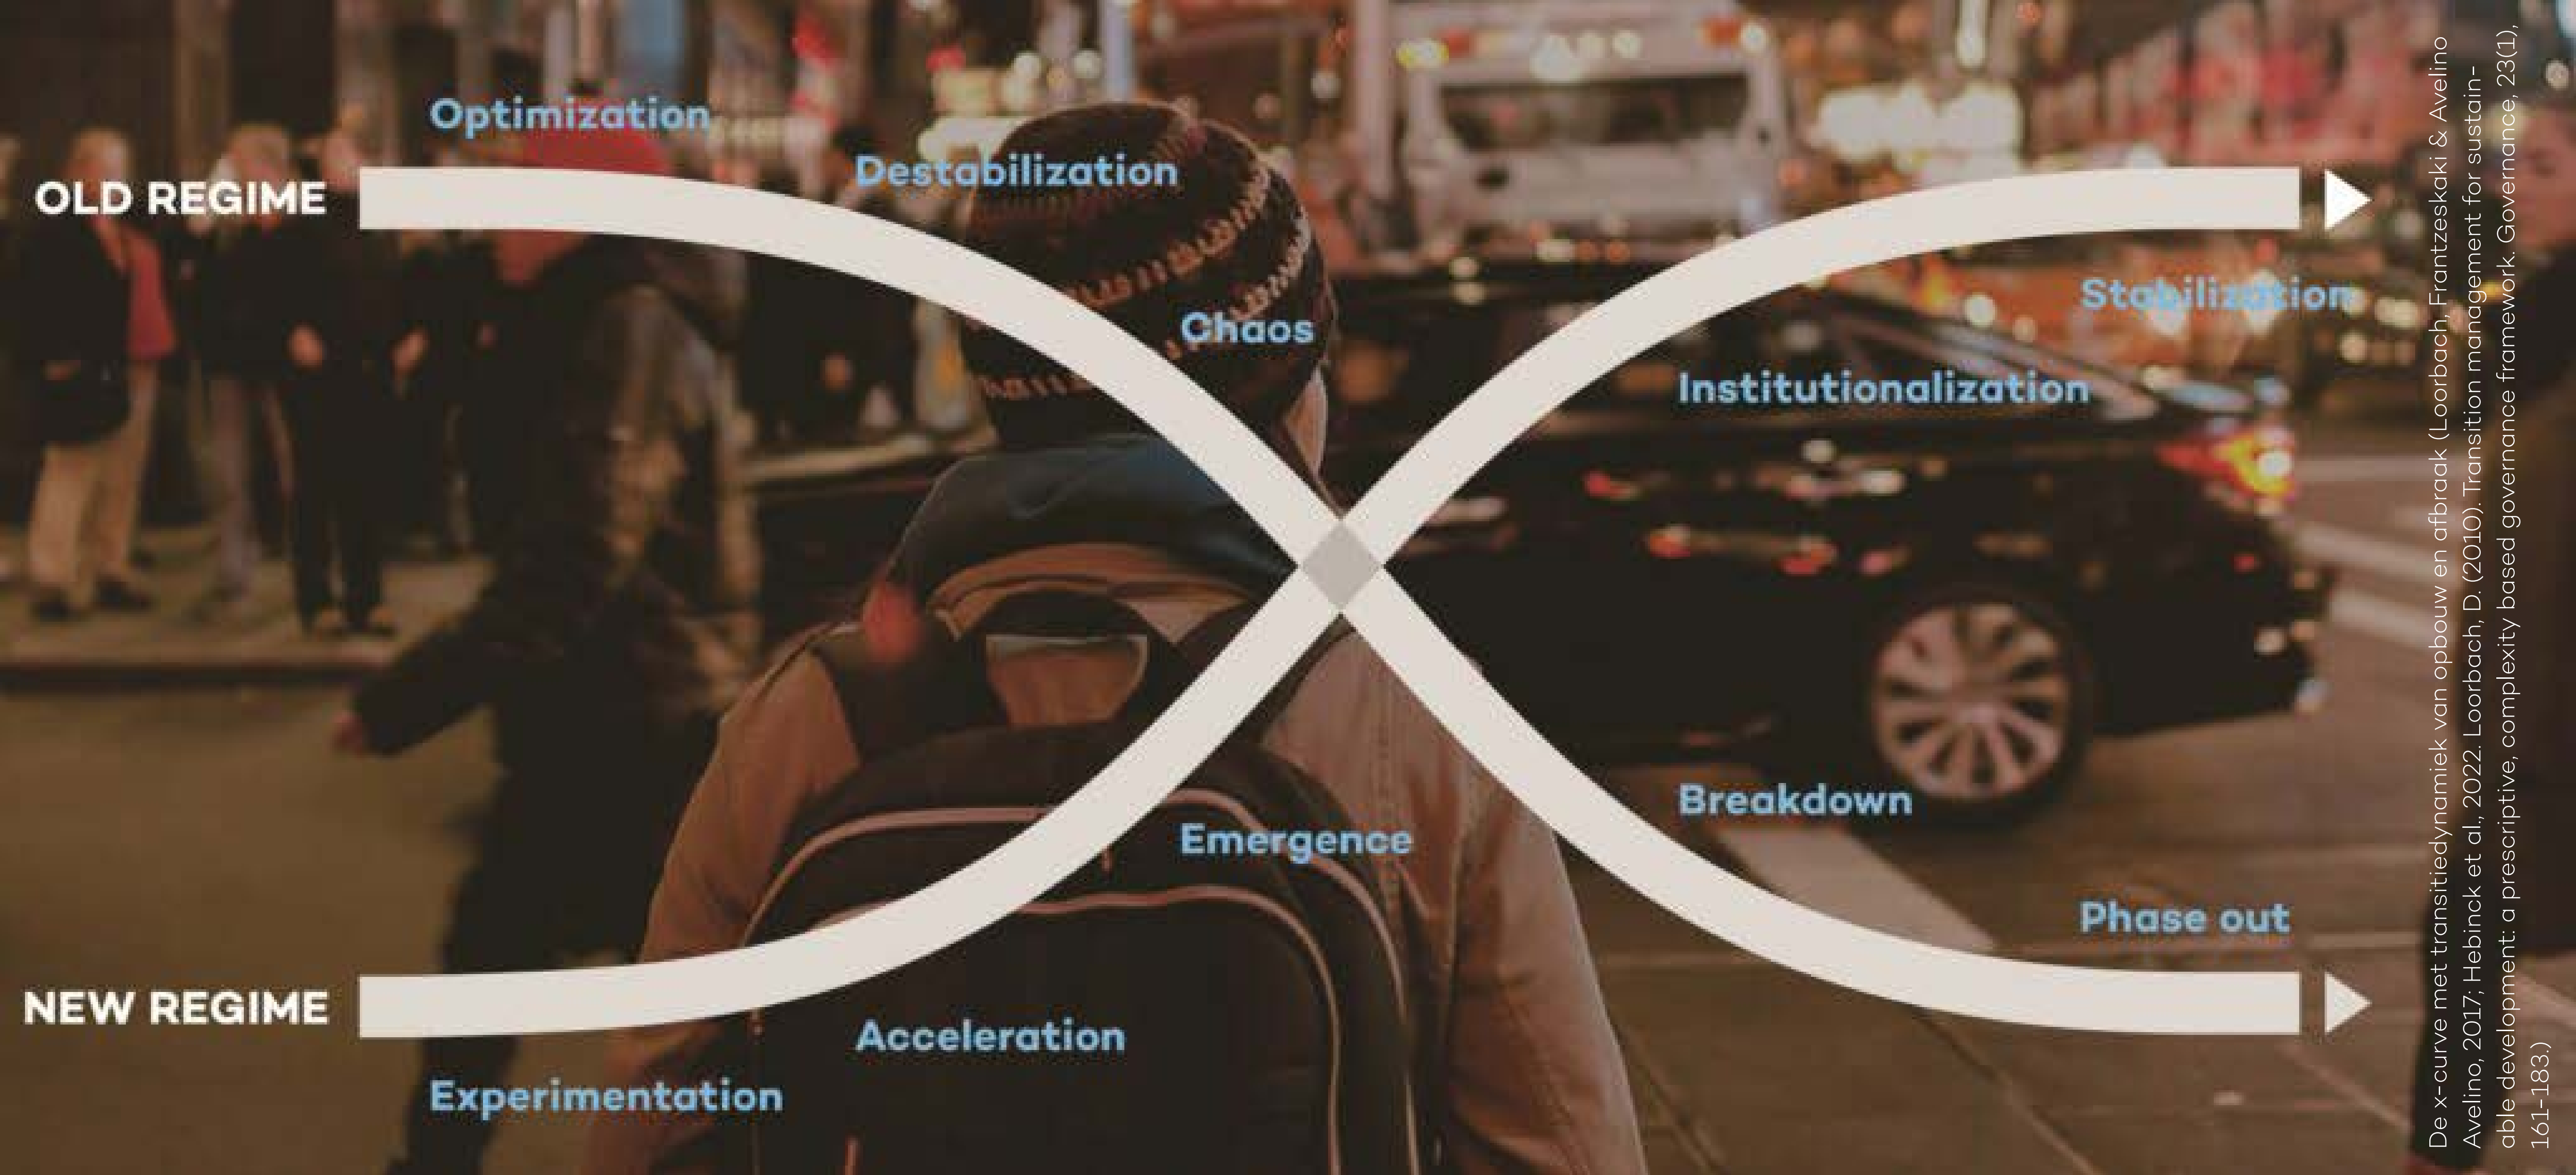 Optimization
OLD REGIME
Destabilization
Chaos
Stabilization
Institutionalization
Breakdown
Emergence
Phase out
NEW REGIME
Acceleration
Experimentation
De x-curve met transitiedynamiek van opbouw en afbraak (Loorbach, Frantzeskaki & Avelino
Avelino, 2017; Hebinck et al., 2022. Loorbach, D. (2010). Transition management for sustain-
able development: a prescriptive, complexity based governance framework. Governance, 23(1),
161-183.)